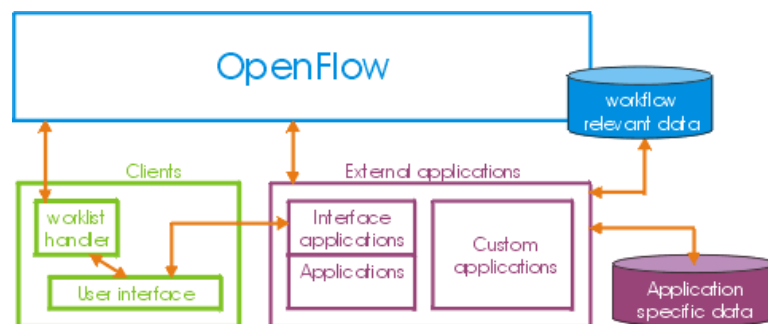 OpenFlow
workflow
relevant data
Clients
External applications
worklist
handler
User interface
Interface
applications
Applications
Custom
applications
Application
specific data